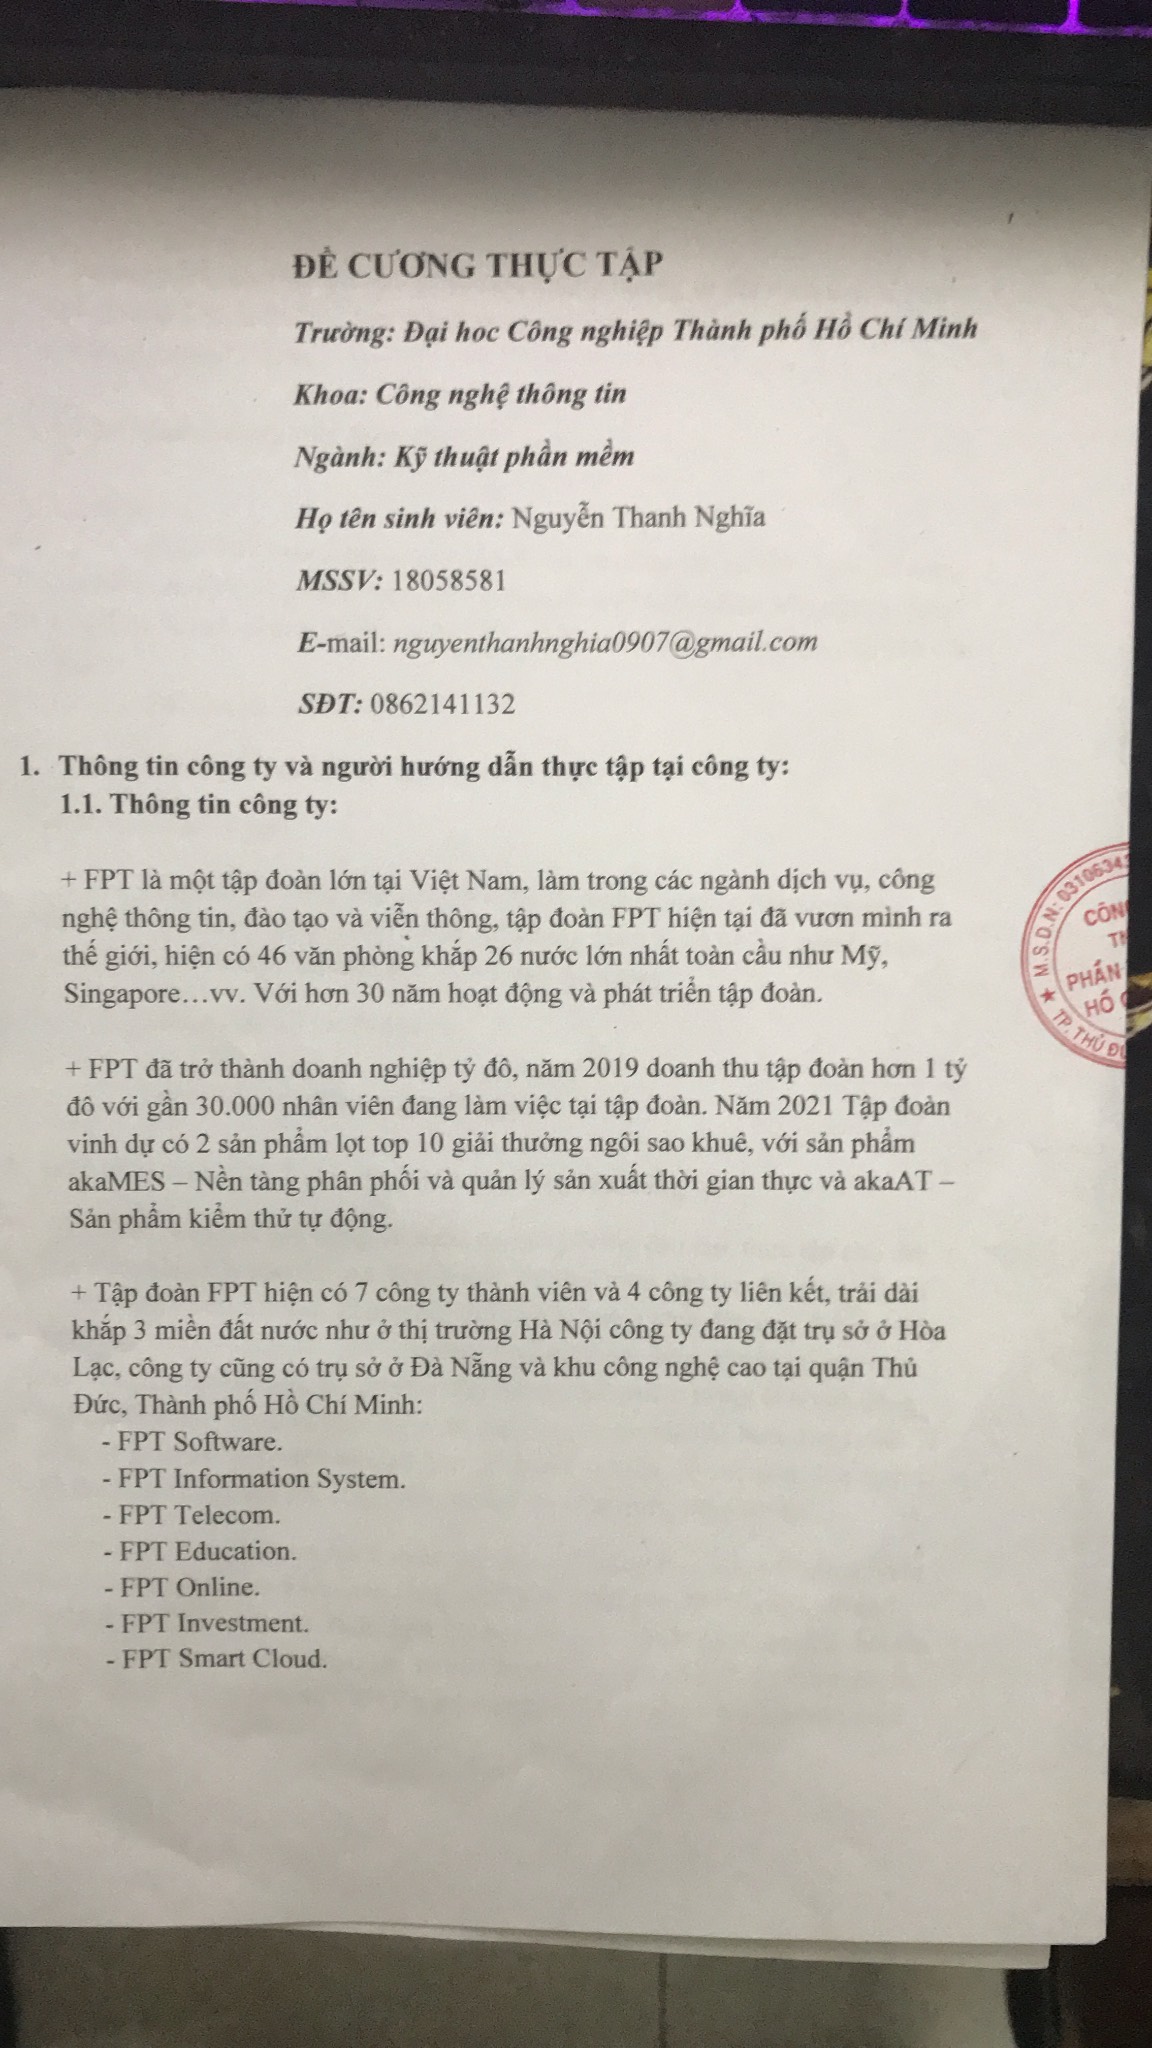 ĐỀ CƯƠNG THỰC TẬP
Trường: Đại hoc Công nghiệp Thành phố Hồ Chí Minh
Khoa: Công nghệ thông tin
Ngành: Kỹ thuật phần mềm
Họ tên sinh viên: Nguyễn Thanh Nghĩa
MSSV: 18058581
E-mail: nguyenthanhnghia0907@gmail.com
SĐT: 0862141132
1. Thông tin công ty và người hướng dẫn thực tập tại công ty:
1.1. Thông tin công ty:
+ FPT là một tập đoàn lớn tại Việt Nam, làm trong các ngành dịch vụ, công
nghệ thông tin, đào tạo và viễn thông, tập đoàn FPT hiện tại đã vươn mình ra
thế giới, hiện có 46 văn phòng khắp 26 nước lớn nhất toàn cầu như Mỹ,
Singapore…vv. Với hơn 30 năm hoạt động và phát triển tập đoàn.
M.S.D.N: 0310634
CÔN
PHẦN
HỒ
TP. THỦ ĐỨ
+ FPT đã trở thành doanh nghiệp tỷ đô, năm 2019 doanh thu tập đoàn hơn 1 tỷ
đô với gần 30.000 nhân viên đang làm việc tại tập đoàn. Năm 2021 Tập đoàn
vinh dự có 2 sản phẩm lọt top 10 giải thưởng ngôi sao khuê, với sản phẩm
akaMES – Nền tàng phân phối và quản lý sản xuất thời gian thực và akaAT –
Sản phẩm kiểm thử tự động.
+ Tập đoàn FPT hiện có 7 công ty thành viên và 4 công ty liên kết, trải dài
khắp 3 miền đất nước như ở thị trường Hà Nội công ty đang đặt trụ sở ở Hòa
Lạc, công ty cũng có trụ sở ở Đà Nẵng và khu công nghệ cao tại quận Thủ
Đức, Thành phố Hồ Chí Minh:
- FPT Software.
- FPT Information System.
- FPT Telecom.
- FPT Education.
- FPT Online.
- FPT Investment.
- FPT Smart Cloud.